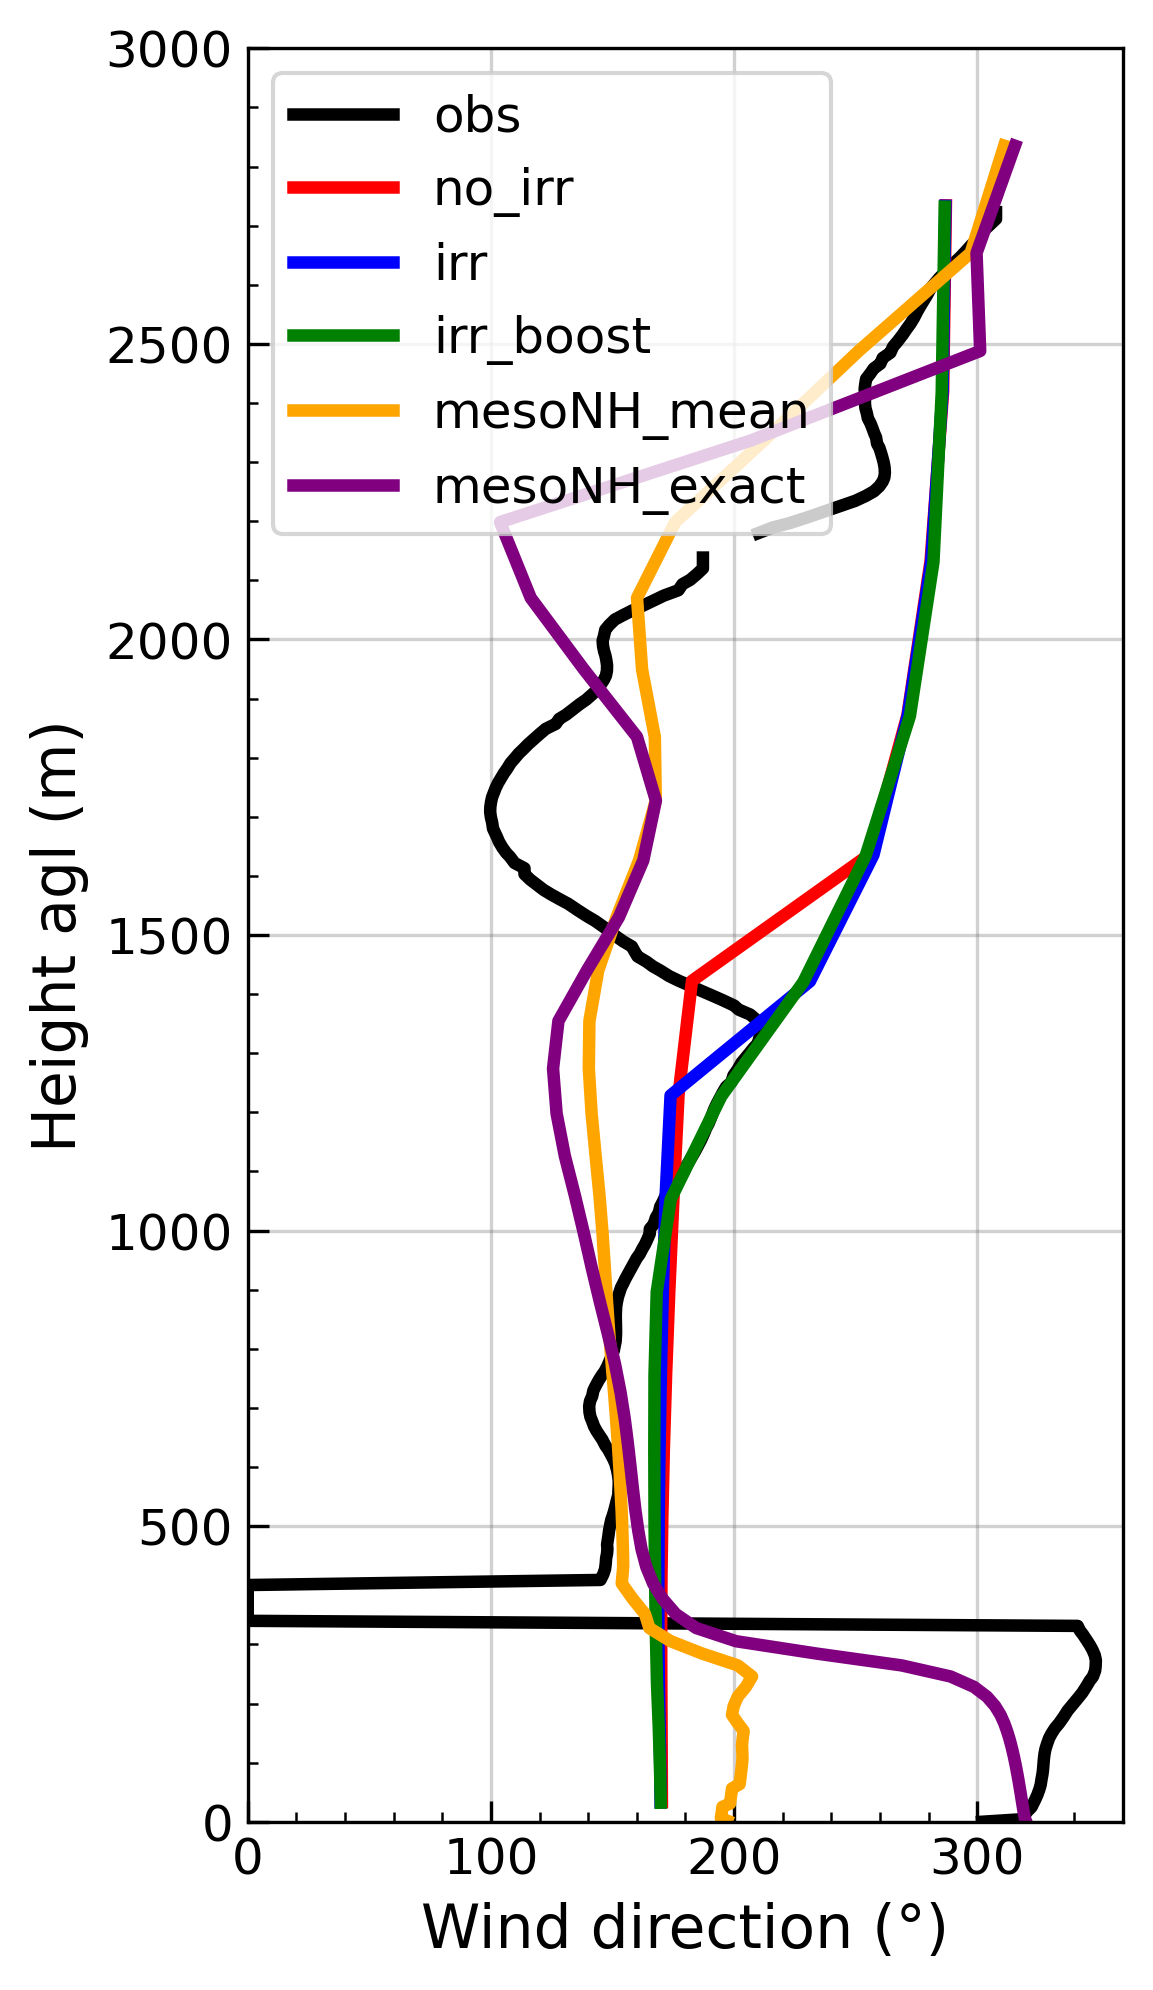 3000
2500
2000
1500
1000
500
0
Height agl (m)
obs
no_irr
irr
irr_boost
mesoNH_mean
mesoNH_exact
0 100 200 300
Wind direction (°)